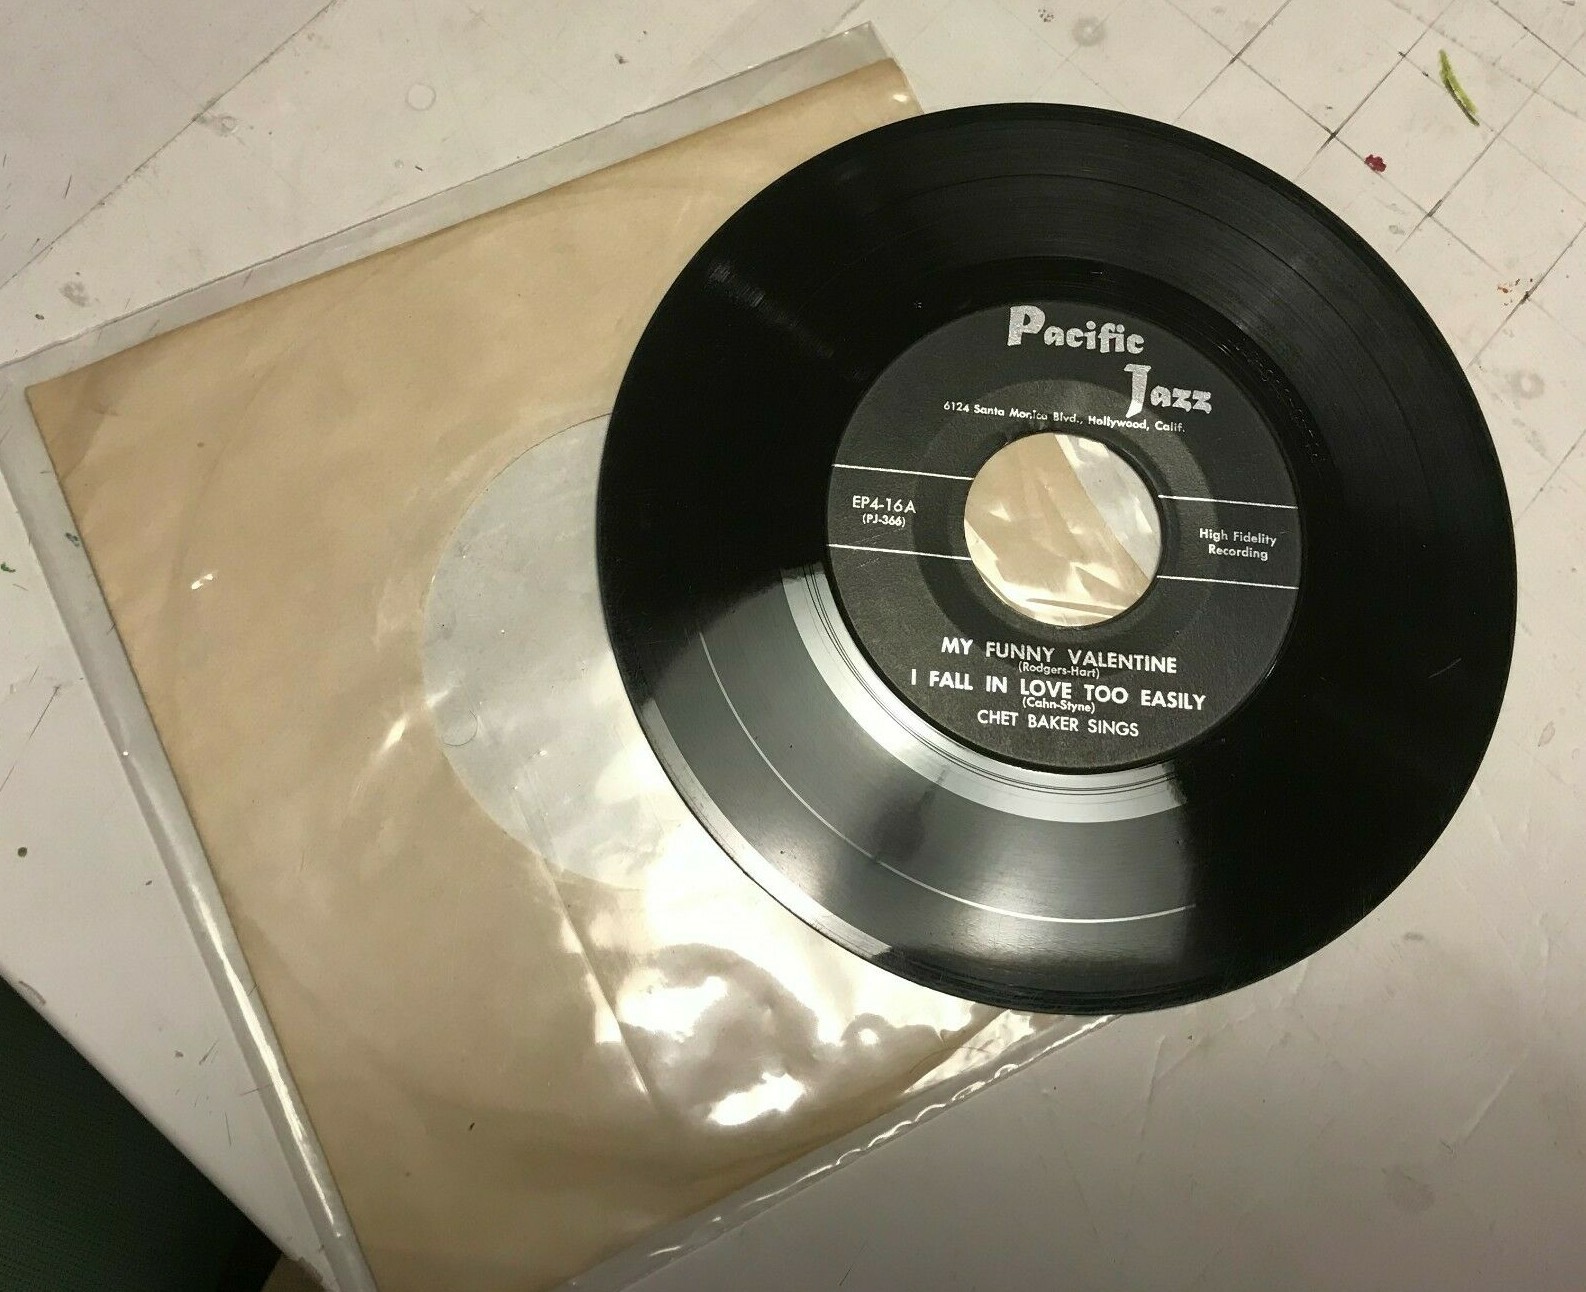 Pacific
Jazz
6124 Santa Monica Blvd., Hollywood, Calif.
EP4-16A
(PJ-366)
High Fidelity
Recording
MY FUNNY VALENTINE
(Rodgers-Hart)
I FALL IN LOVE TOO EASILY
(Cahn-Styne)
CHET BAKER SINGS